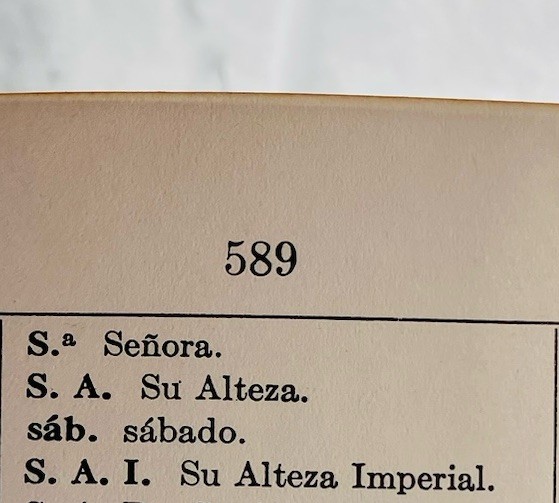 589
S.ª Señora.
S. A. Su Alteza.
sáb. sábado.
S. A. I. Su Alteza Imperial.